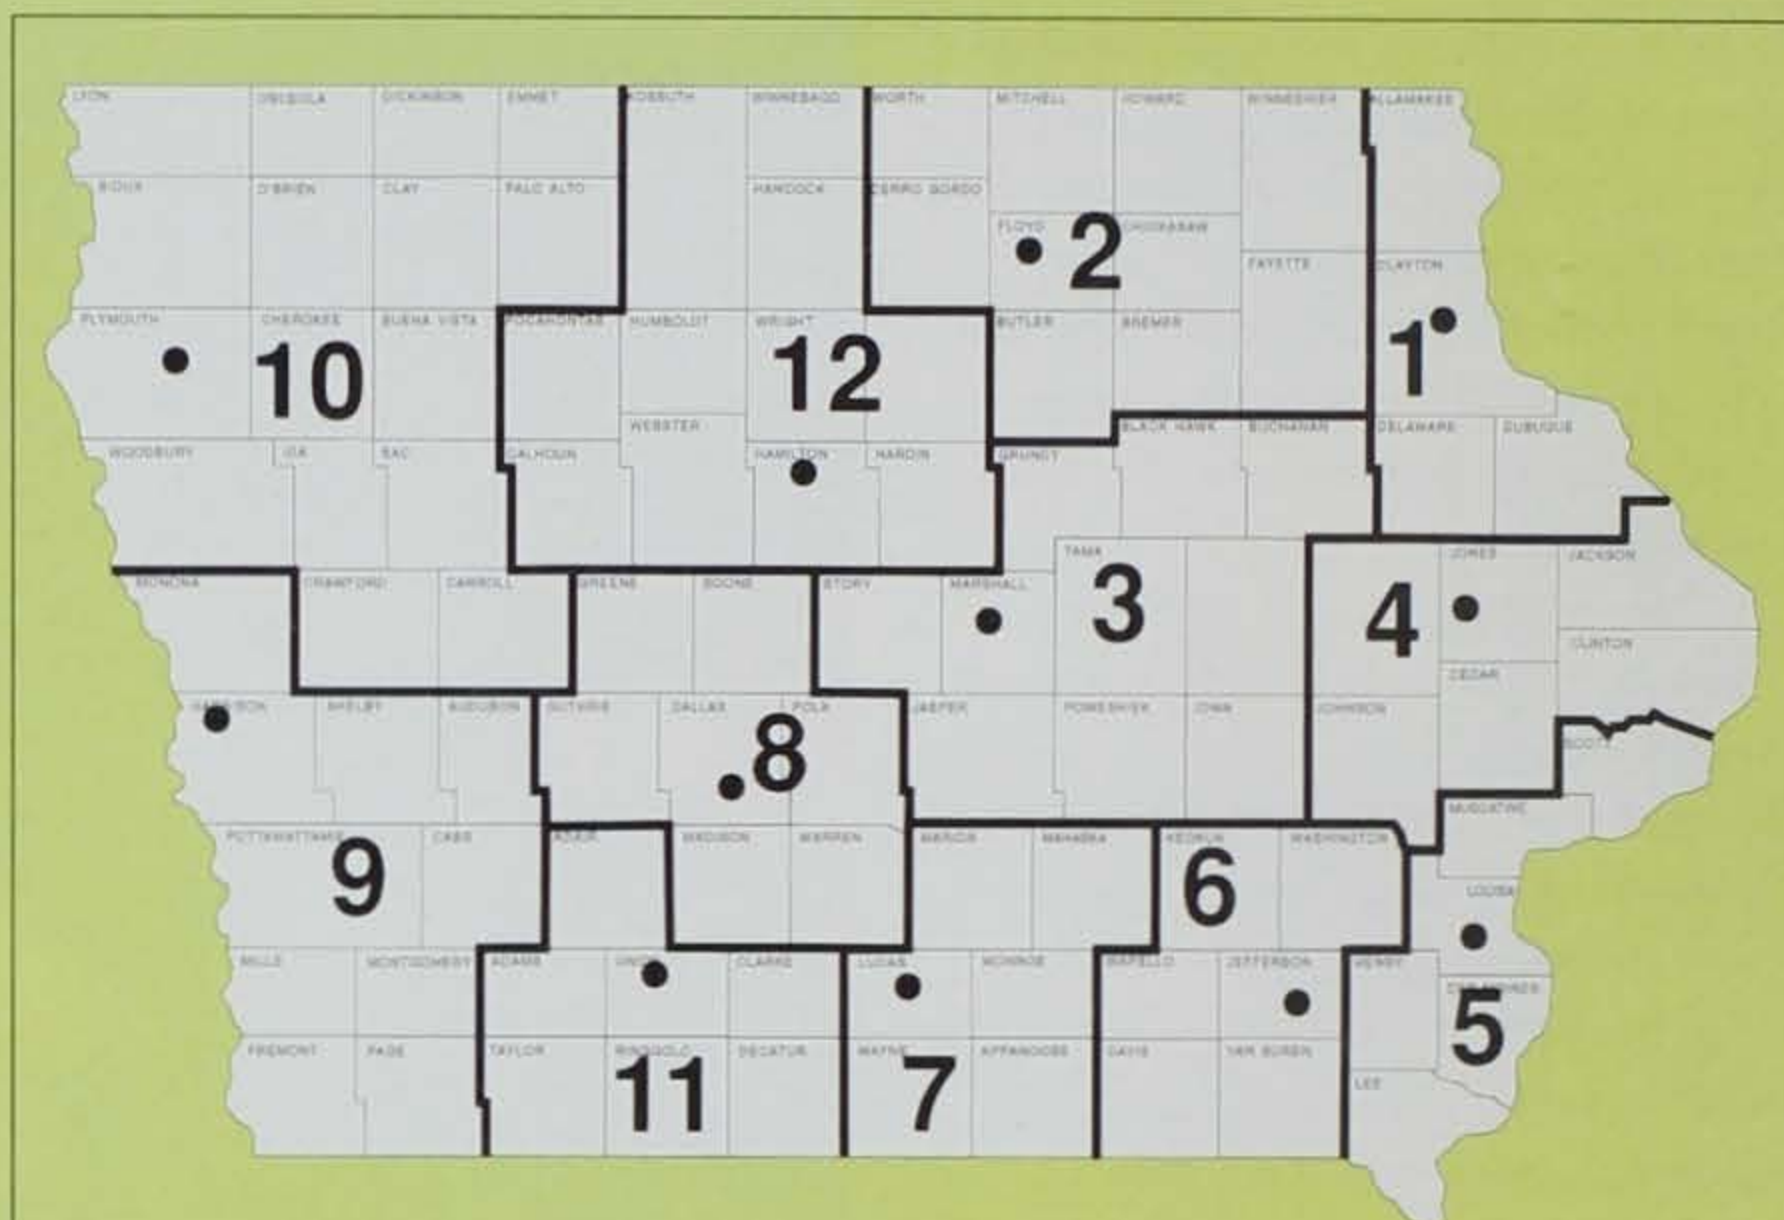 LYON OSCEOLA DICKINSON EMMET KOSSUTH WINNEBAGO WORTH MITCHELL HOWARD WINNESHIEK ALLAMAKEE
SIOUX O'BRIEN CLAY PALO ALTO HANCOCK CERRO GORDO
FLOYD 2 CHICKASAW
FAYETTE CLAYTON
PLYMOUTH CHEROKEE BUENA VISTA POCAHONTAS HUMBOLDT WRIGHT BUTLER BREMER
10 12 1
WEBSTER BLACK HAWK BUCHANAN DELAWARE DUBUQUE
WOODBURY IDA SAC CALHOUN HAMILTON HARDIN GRUNDY
TAMA JONES JACKSON
MONONA CRAWFORD CARROLL GREENE BOONE STORY MARSHALL
3 4
CLINTON
CEDAR
HARRISON SHELBY AUDUBON GUTHRIE DALLAS POLK JASPER POWESHIEK IOWA JOHNSON
8 SCOTT
MUSCATINE
POTTAWATTAMIE CASS ADAIR MADISON WARREN MARION MAHASKA KEOKUK WASHINGTON
9 6
LOUISA
MILLS MONTGOMERY ADAMS UNION CLARKE LUCAS MONROE WAPELLO JEFFERSON HENRY
DES MOINES
5
FREMONT PAGE TAYLOR RINGGOLD DECATUR WAYNE APPANOOSE DAVIS VAN BUREN
LEE
11 7